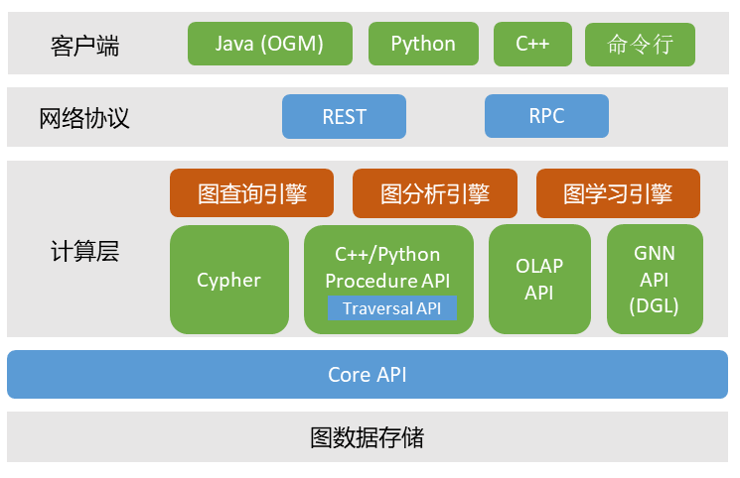 客户端
Java (OGM)
Python
C++
命令行
网络协议
REST
RPC
计算层
图查询引擎
图分析引擎
图学习引擎
Cypher
C++/Python
Procedure API
Traversal API
OLAP
API
GNN
API
(DGL)
Core API
图数据存储